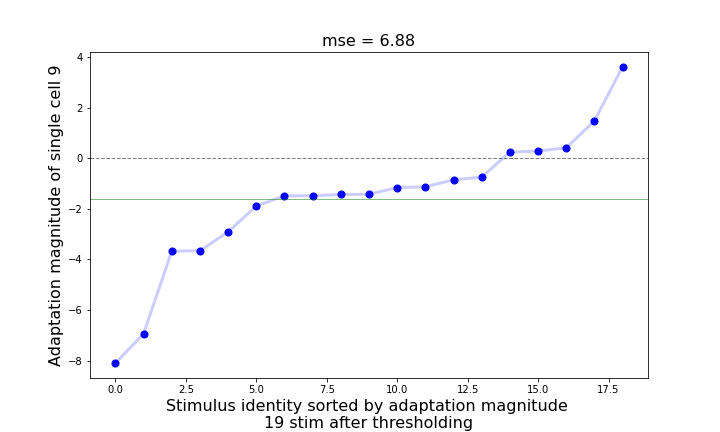 mse = 6.88
Adaptation magnitude of single cell 9
4
2
0
−2
−4
−6
−8
0.0 2.5 5.0 7.5 10.0 12.5 15.0 17.5
Stimulus identity sorted by adaptation magnitude
19 stim after thresholding